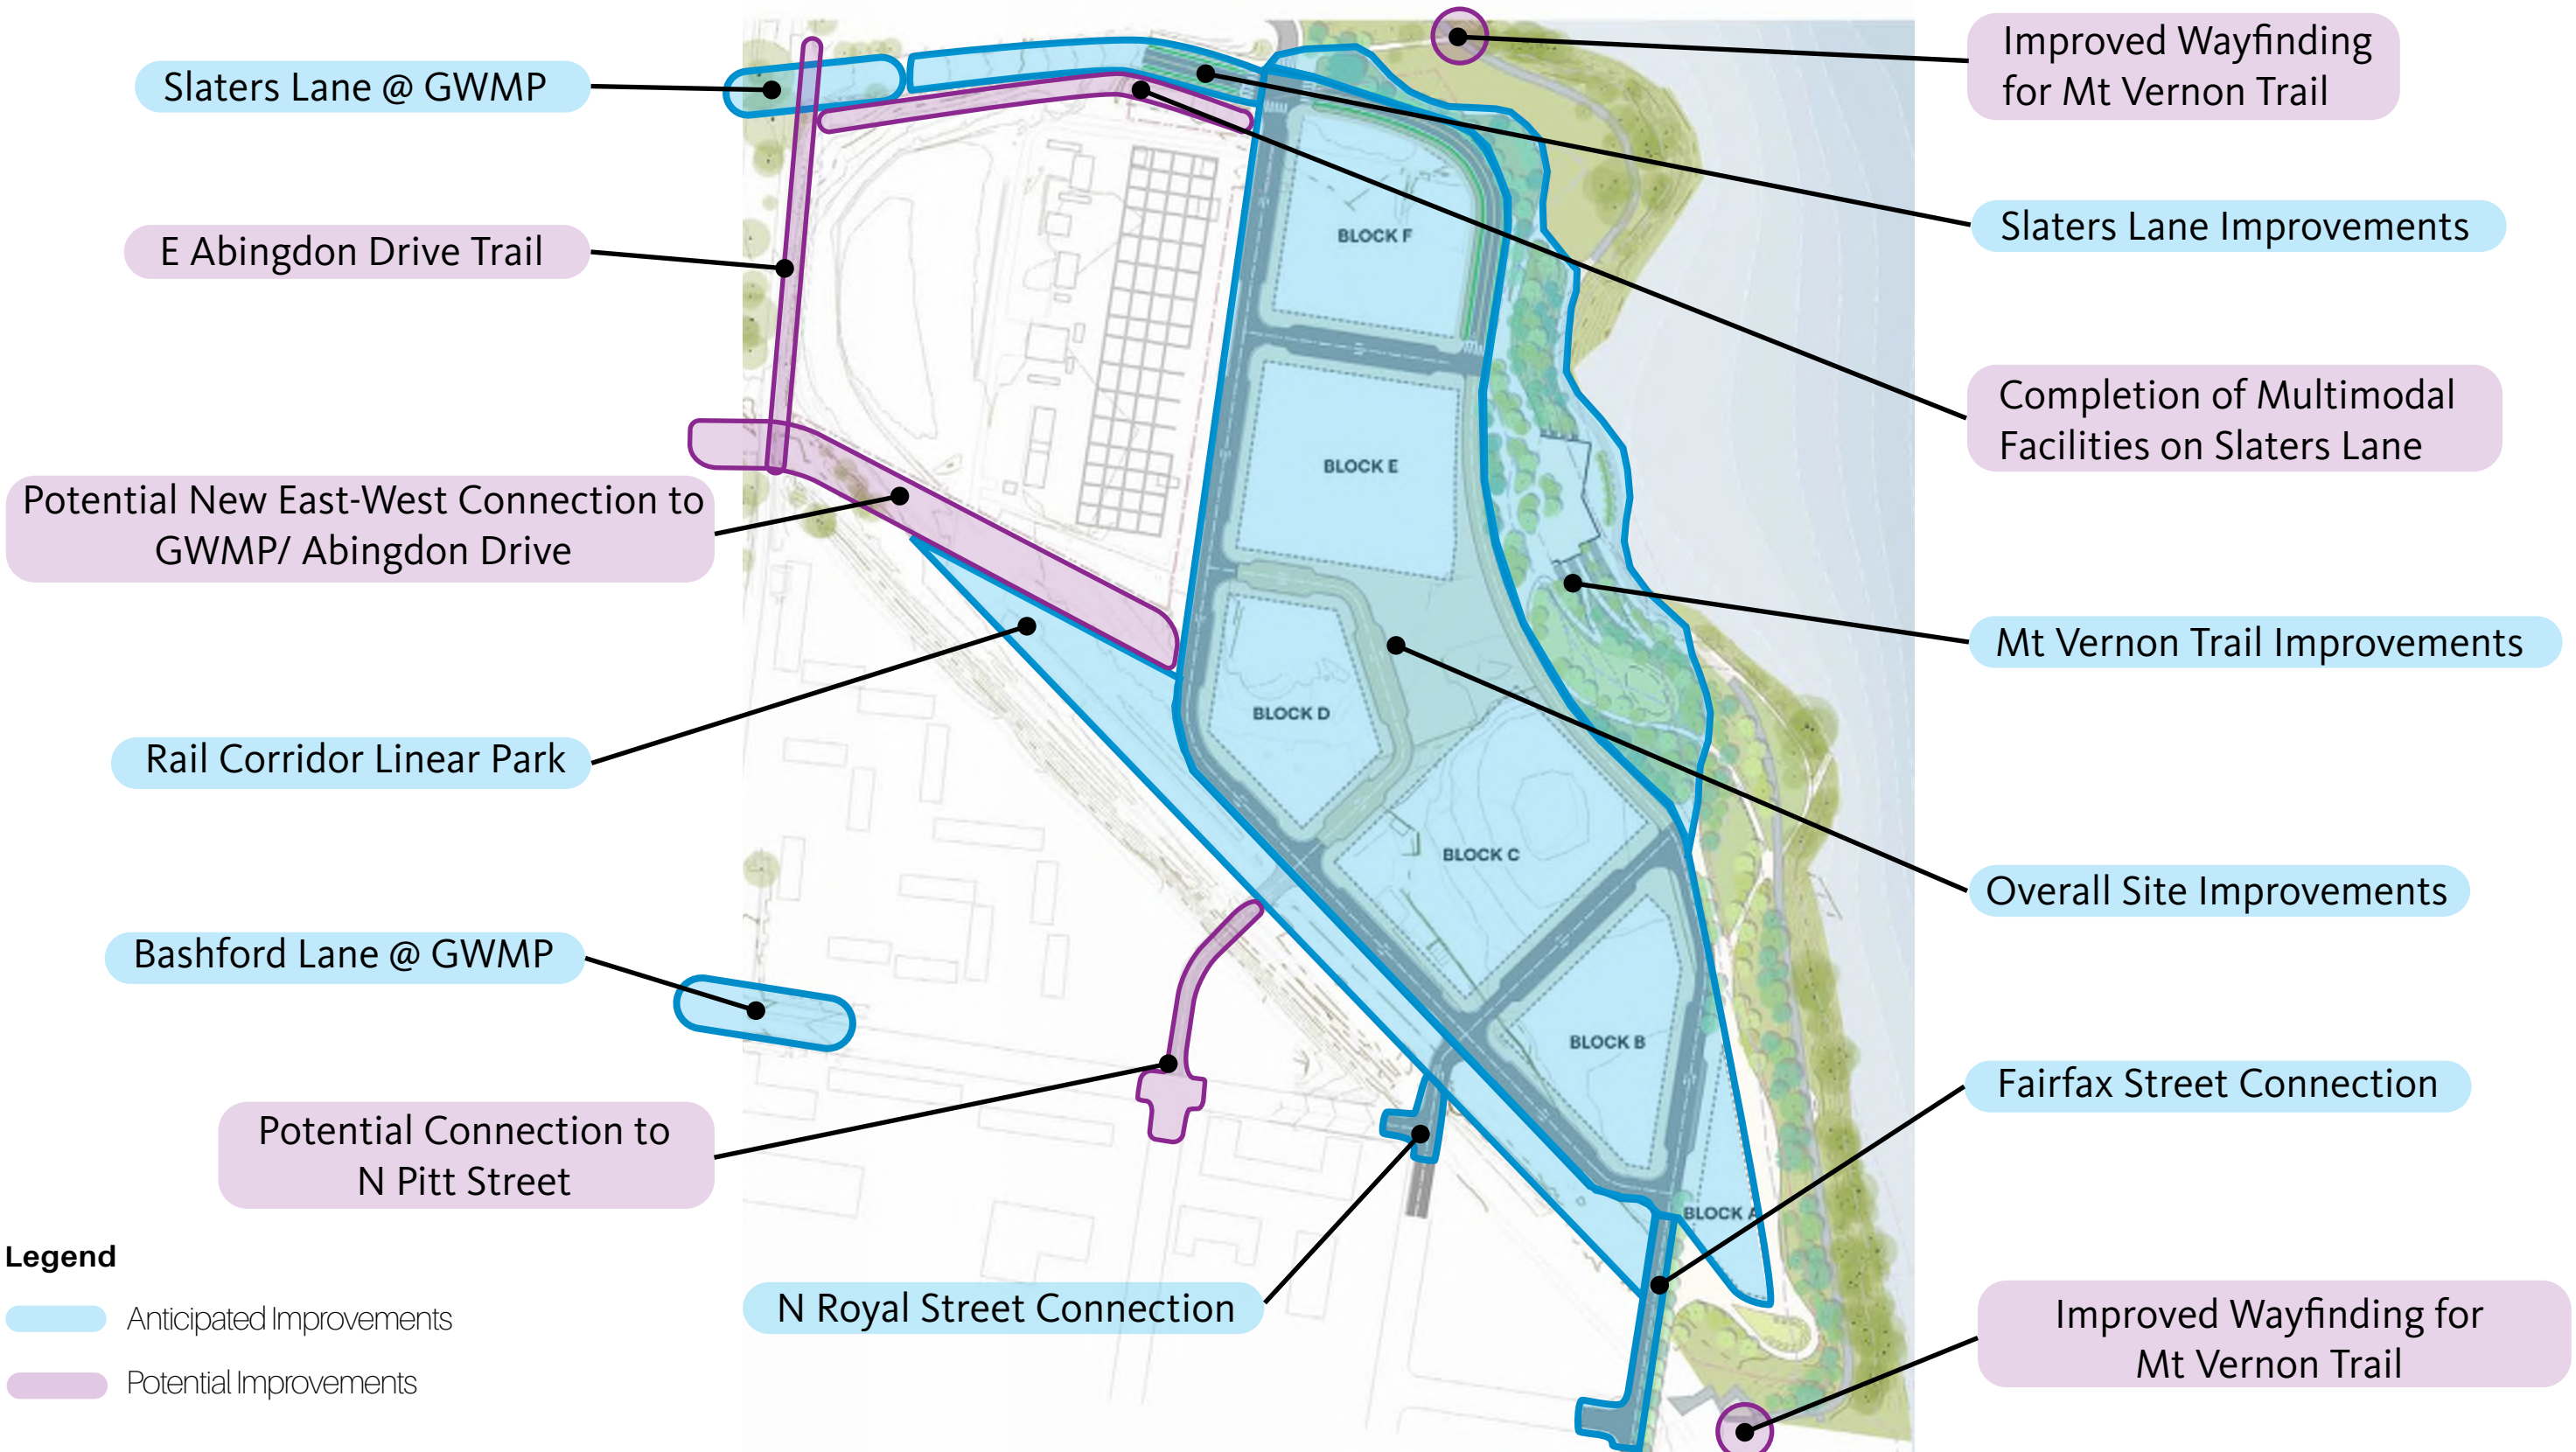 Slaters Lane @ GWMP
E Abingdon Drive Trail
Potential New East-West Connection to
GWMP/ Abingdon Drive
Rail Corridor Linear Park
Bashford Lane @ GWMP
Potential Connection to
N Pitt Street
Legend
Anticipated Improvements
Potential Improvements
BLOCK F
BLOCK E
BLOCK D
BLOCK C
BLOCK B
BLOCK A
N Royal Street Connection
Improved Wayfinding
for Mt Vernon Trail
Slaters Lane Improvements
Completion of Multimodal
Facilities on Slaters Lane
Mt Vernon Trail Improvements
Overall Site Improvements
Fairfax Street Connection
Improved Wayfinding for
Mt Vernon Trail